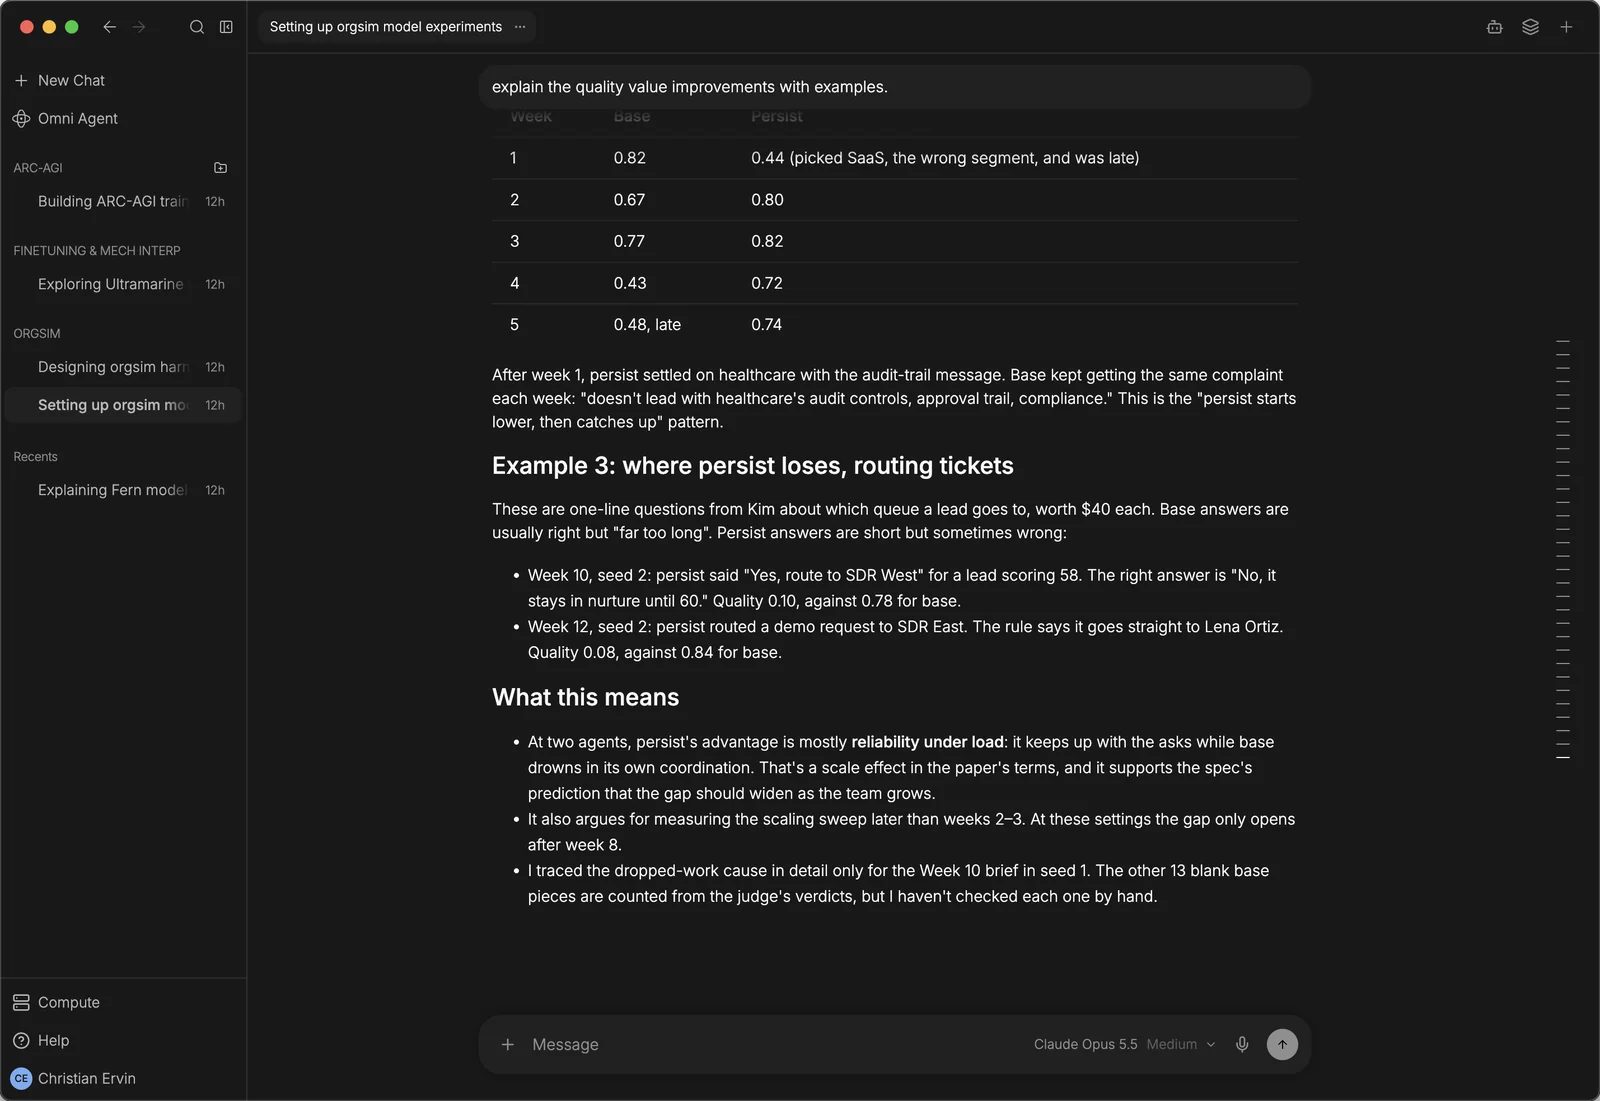 Setting up orgsim model experiments ...
New Chat
Omni Agent
ARC-AGI
Building ARC-AGI train 12h
FINETUNING & MECH INTERP
Exploring Ultramarine 12h
ORGSIM
Designing orgsim harn 12h
Setting up orgsim mo 12h
Recents
Explaining Fern model 12h
Compute
Help
CE Christian Ervin
explain the quality value improvements with examples.
Week Base Persist
1 0.82 0.44 (picked SaaS, the wrong segment, and was late)
2 0.67 0.80
3 0.77 0.82
4 0.43 0.72
5 0.48, late 0.74
After week 1, persist settled on healthcare with the audit-trail message. Base kept getting the same complaint
each week: "doesn't lead with healthcare's audit controls, approval trail, compliance." This is the "persist starts
lower, then catches up" pattern.
Example 3: where persist loses, routing tickets
These are one-line questions from Kim about which queue a lead goes to, worth $40 each. Base answers are
usually right but "far too long". Persist answers are short but sometimes wrong:
• Week 10, seed 2: persist said "Yes, route to SDR West" for a lead scoring 58. The right answer is "No, it
stays in nurture until 60." Quality 0.10, against 0.78 for base.
• Week 12, seed 2: persist routed a demo request to SDR East. The rule says it goes straight to Lena Ortiz.
Quality 0.08, against 0.84 for base.
What this means
• At two agents, persist's advantage is mostly reliability under load: it keeps up with the asks while base
drowns in its own coordination. That's a scale effect in the paper's terms, and it supports the spec's
prediction that the gap should widen as the team grows.
• It also argues for measuring the scaling sweep later than weeks 2–3. At these settings the gap only opens
after week 8.
• I traced the dropped-work cause in detail only for the Week 10 brief in seed 1. The other 13 blank base
pieces are counted from the judge's verdicts, but I haven't checked each one by hand.
Message
Claude Opus 5.5 Medium